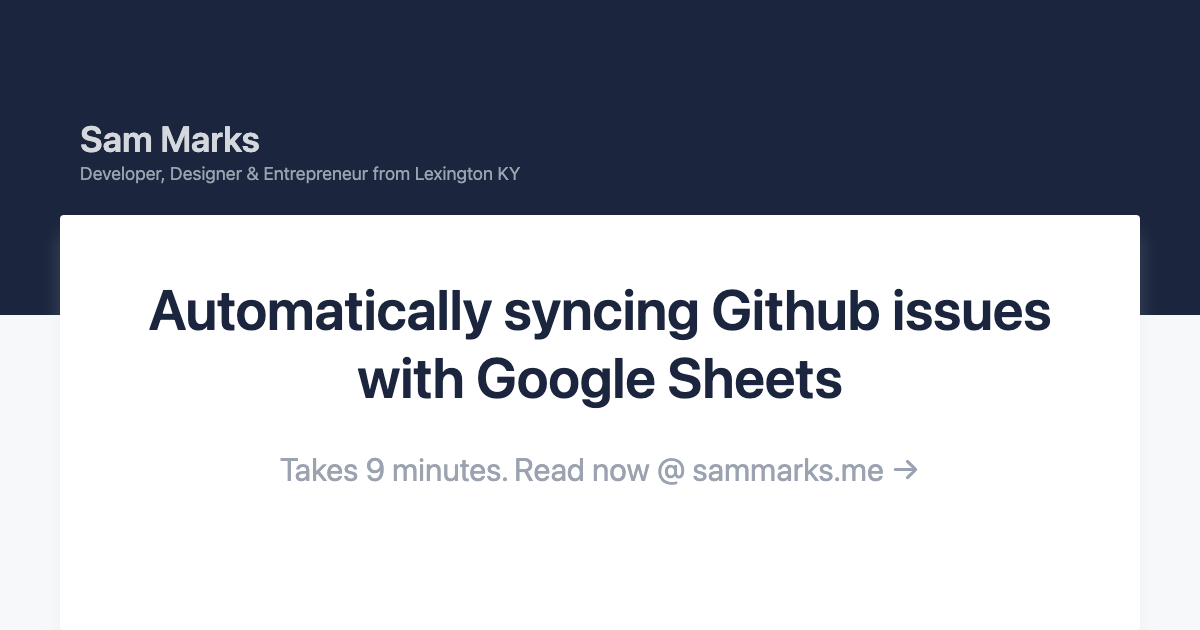 Sam Marks
Developer, Designer & Entrepreneur from Lexington KY
Automatically syncing Github issues
with Google Sheets
Takes 9 minutes. Read now @ sammarks.me →